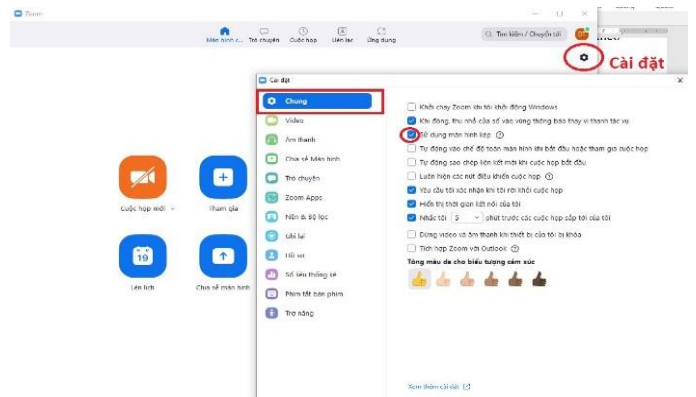 Zoom
Màn hình c... Trò chuyện Cuộc họp Liên lạc Ứng dụng
Tìm kiếm / Chuyển tới
Cài đặt
Cài đặt
Chung
Video
Âm thanh
Chia sẻ Màn hình
Trò chuyện
Zoom Apps
Nền & Bộ lọc
Ghi lại
Hồ sơ
Số liệu thống kê
Phím tắt bàn phím
Trợ năng
Khởi chạy Zoom khi tôi khởi động Windows
Khi đóng, thu nhỏ cửa sổ vào vùng thông báo thay vì thanh tác vụ
Sử dụng màn hình kép
Tự động vào chế độ toàn màn hình khi bắt đầu hoặc tham gia cuộc họp
Tự động sao chép liên kết mời khi cuộc họp bắt đầu
Luôn hiện các nút điều khiển cuộc họp
Yêu cầu tôi xác nhận khi tôi rời khỏi cuộc họp
Hiển thị thời gian kết nối của tôi
Nhắc tôi 5 phút trước các cuộc họp sắp tới của tôi
Dừng video và âm thanh khi thiết bị của tôi bị khóa
Tích hợp Zoom với Outlook
Tông màu da cho biểu tượng cảm xúc
Xem thêm cài đặt
Cuộc họp mới
Tham gia
19
Lên lịch
Chia sẻ màn hình